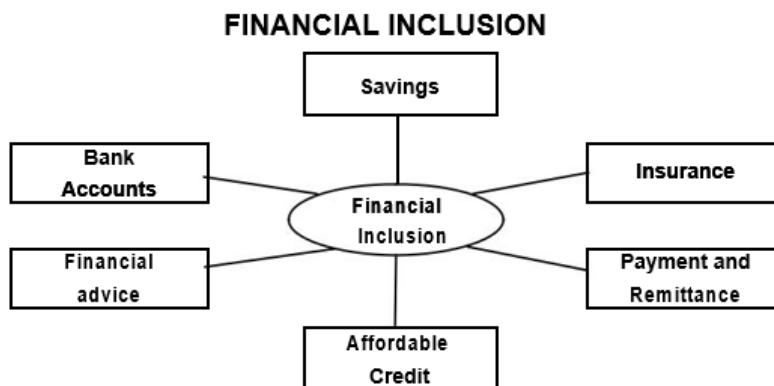 FINANCIAL INCLUSION
Savings
Bank
Accounts
Insurance
Financial
Inclusion
Financial
advice
Payment and
Remittance
Affordable
Credit